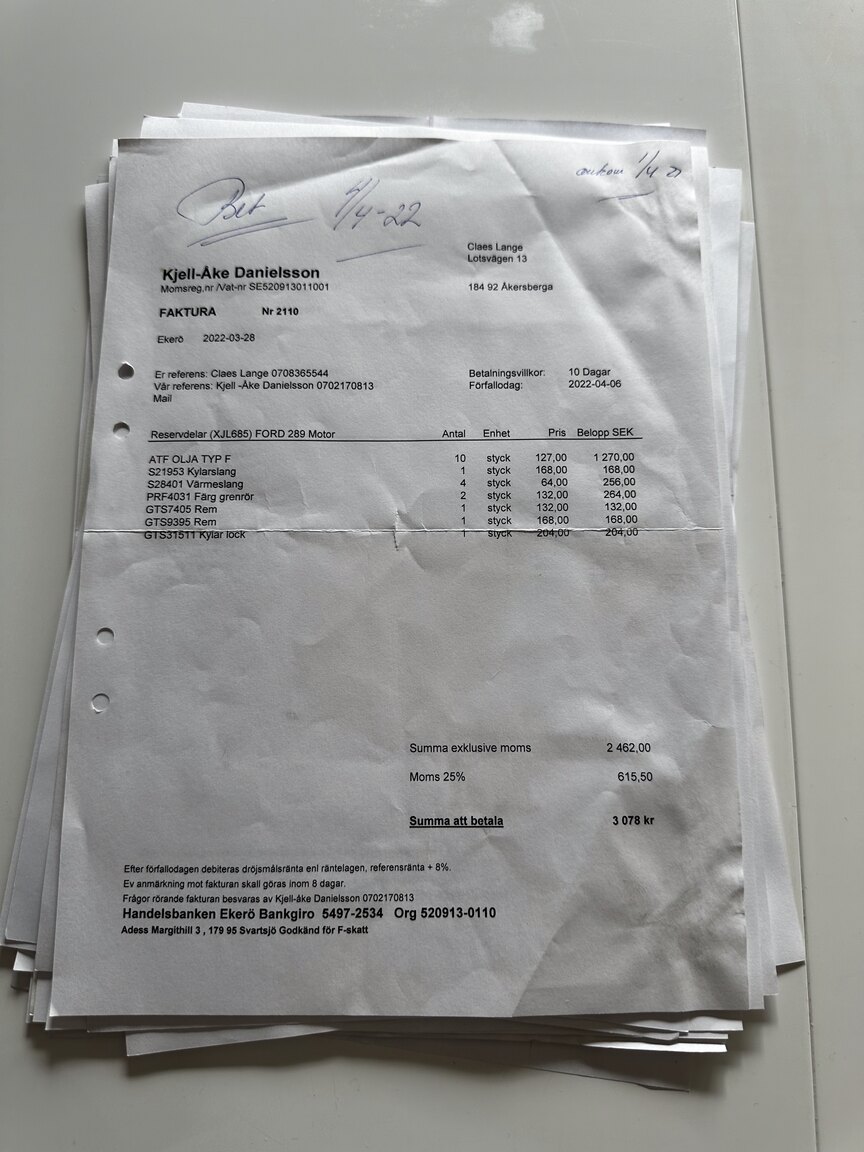 ankom 1/4 22
Bet 4/4-22
Claes Lange
Lotsvägen 13
184 92 Åkersberga
Kjell-Åke Danielsson
Momsreg.nr /Vat-nr SE520913011001
FAKTURA Nr 2110
Ekerö 2022-03-28
Er referens: Claes Lange 0708365544
Vår referens: Kjell -Åke Danielsson 0702170813
Mail
Betalningsvillkor: 10 Dagar
Förfallodag: 2022-04-06
Reservdelar (XJL685) FORD 289 Motor Antal Enhet Pris Belopp SEK
ATF OLJA TYP F 10 styck 127,00 1 270,00
S21953 Kylarslang 1 styck 168,00 168,00
S28401 Värmeslang 4 styck 64,00 256,00
PRF4031 Färg grenrör 2 styck 132,00 264,00
GTS7405 Rem 1 styck 132,00 132,00
GTS9395 Rem 1 styck 168,00 168,00
GTS31511 Kylar lock 1 styck 204,00 204,00
Summa exklusive moms 2 462,00
Moms 25% 615,50
Summa att betala 3 078 kr
Efter förfallodagen debiteras dröjsmålsränta enl räntelagen, referensränta + 8%.
Ev anmärkning mot fakturan skall göras inom 8 dagar.
Frågor rörande fakturan besvaras av Kjell-åke Danielsson 0702170813
Handelsbanken Ekerö Bankgiro 5497-2534 Org 520913-0110
Adess Margithill 3 , 179 95 Svartsjö Godkänd för F-skatt